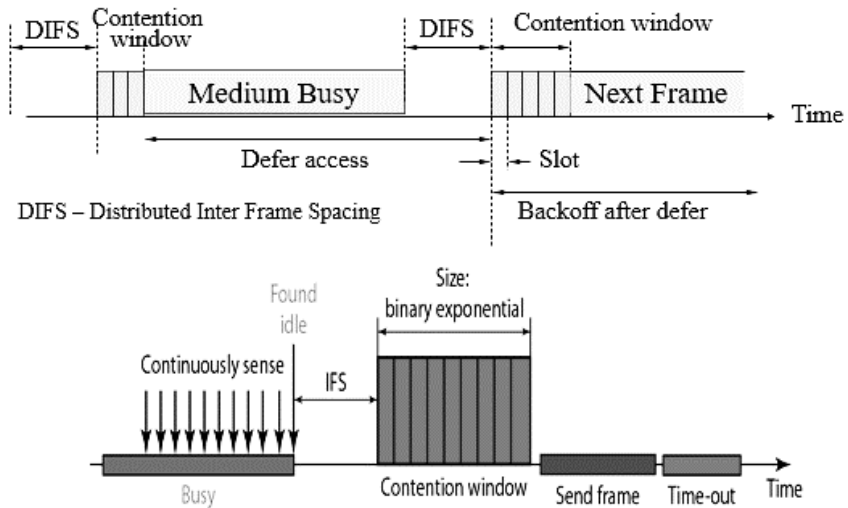 DIFS
Contention
window
DIFS
Contention window
Medium Busy
Next Frame
Time
Defer access
Slot
DIFS – Distributed Inter Frame Spacing
Backoff after defer
Size:
binary exponential
Found
idle
Continuously sense
IFS
Busy
Contention window
Send frame
Time-out
Time